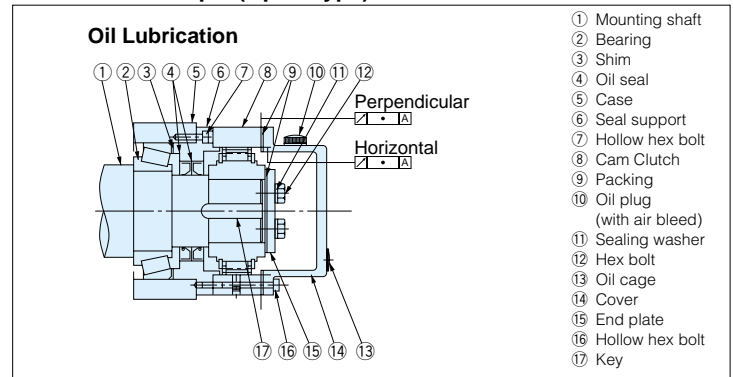 Oil Lubrication
① ② ③ ④ ⑤ ⑥ ⑦ ⑧ ⑨ ⑩ ⑪ ⑫
Perpendicular
A
Horizontal
A
⑰ ⑯ ⑮ ⑭ ⑬
① Mounting shaft
② Bearing
③ Shim
④ Oil seal
⑤ Case
⑥ Seal support
⑦ Hollow hex bolt
⑧ Cam Clutch
⑨ Packing
⑩ Oil plug
(with air bleed)
⑪ Sealing washer
⑫ Hex bolt
⑬ Oil cage
⑭ Cover
⑮ End plate
⑯ Hollow hex bolt
⑰ Key